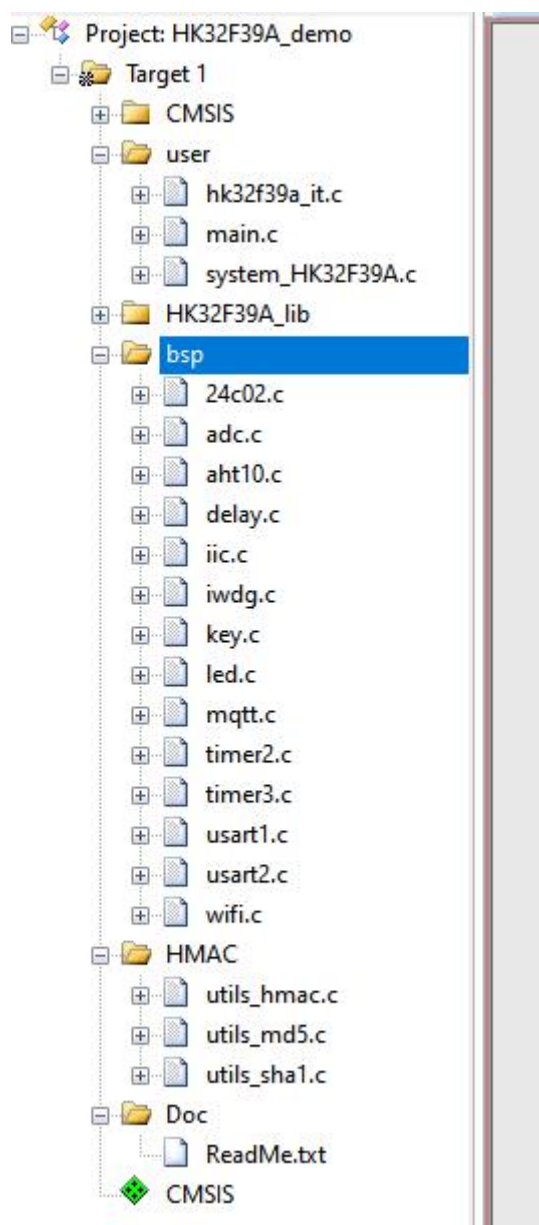 Project: HK32F39A_demo
Target 1
CMSIS
user
hk32f39a_it.c
main.c
system_HK32F39A.c
HK32F39A_lib
bsp
24c02.c
adc.c
aht10.c
delay.c
iic.c
iwdg.c
key.c
led.c
mqtt.c
timer2.c
timer3.c
usart1.c
usart2.c
wifi.c
HMAC
utils_hmac.c
utils_md5.c
utils_sha1.c
Doc
ReadMe.txt
CMSIS